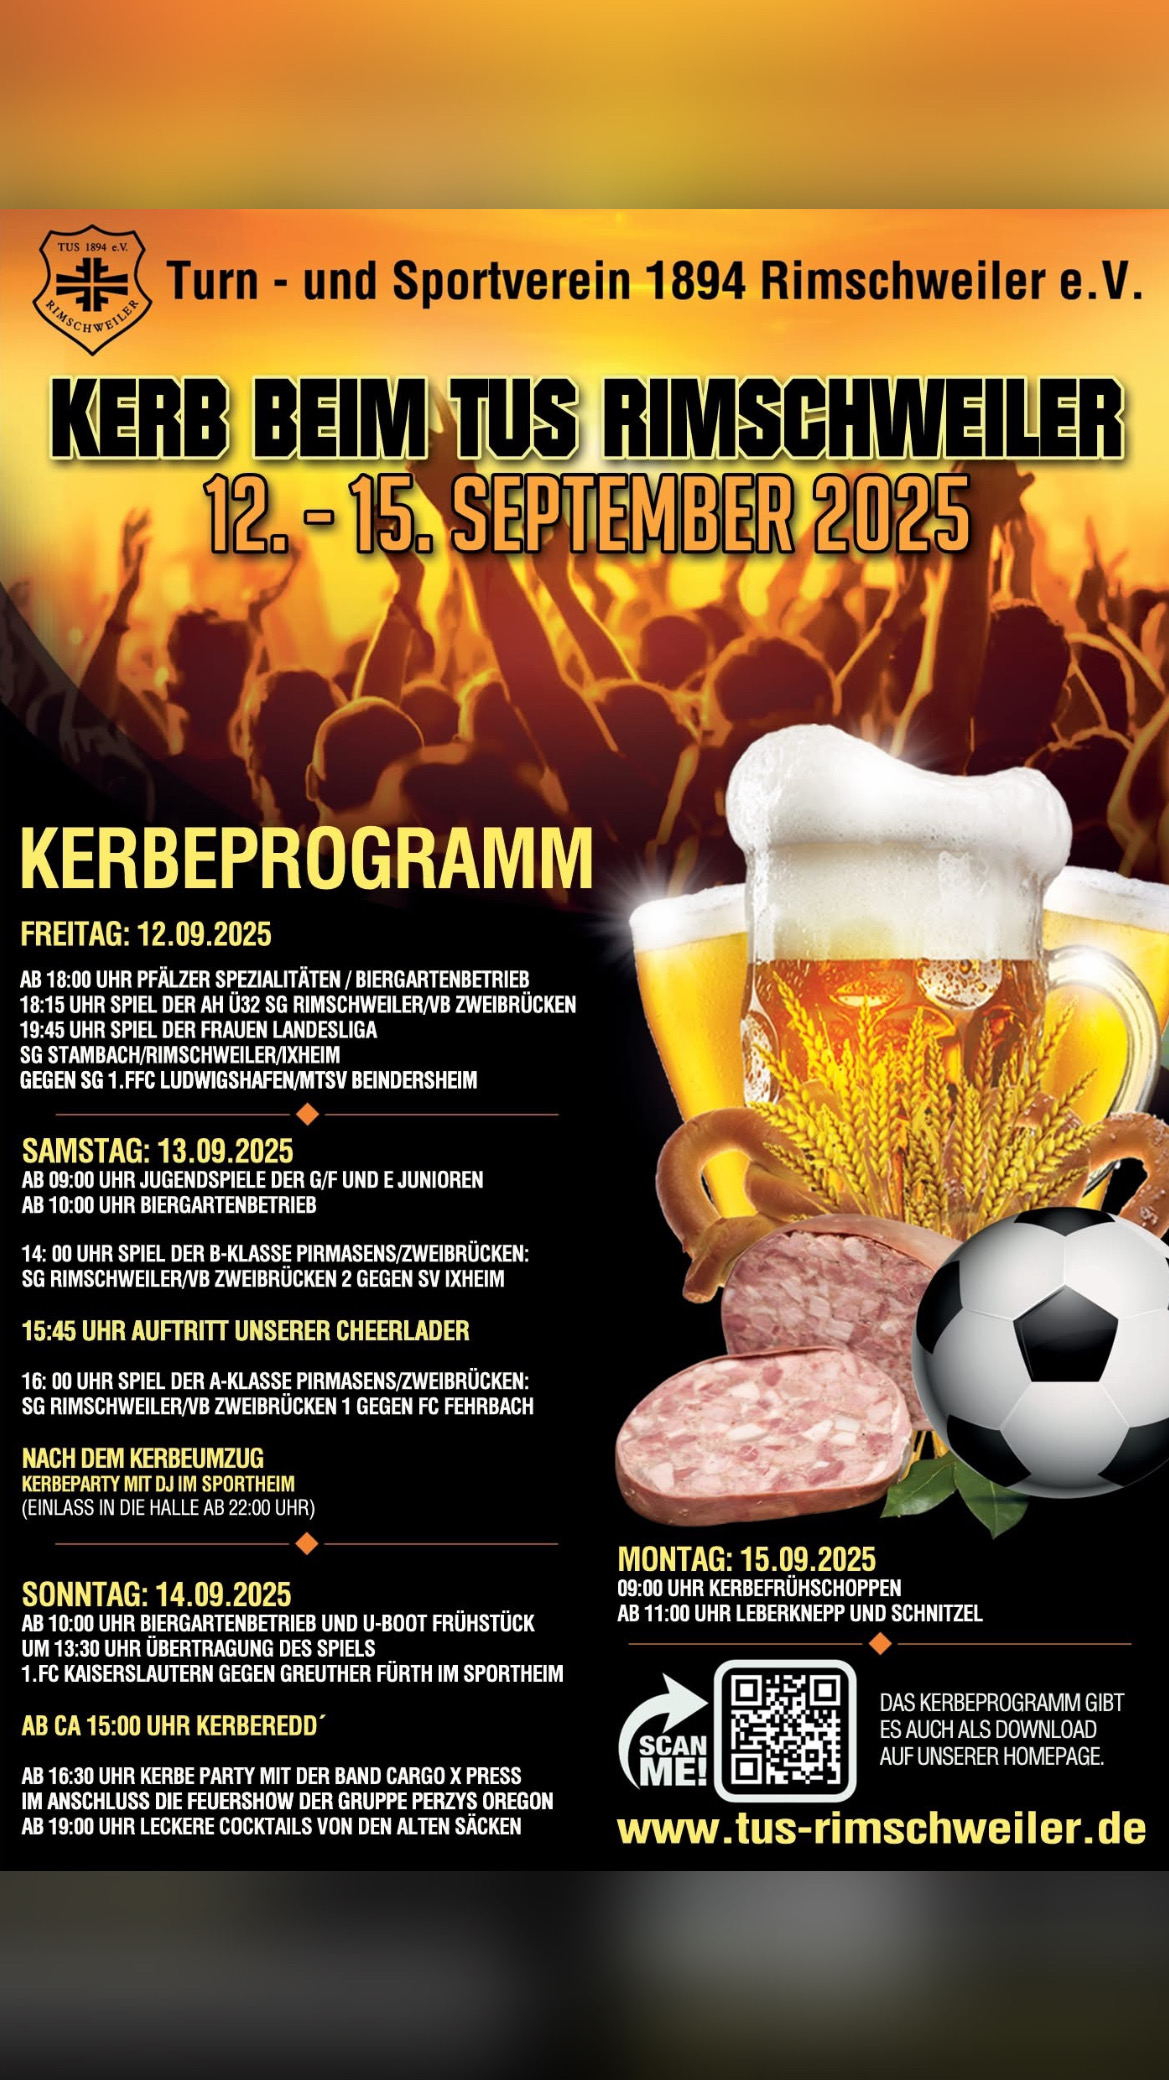 TUS 1894 e.V.
RIMSCHWEILER
Turn - und Sportverein 1894 Rimschweiler e.V.
KERB BEIM TUS RIMSCHWEILER
12. - 15. SEPTEMBER 2025
KERBEPROGRAMM
FREITAG: 12.09.2025
AB 18:00 UHR PFÄLZER SPEZIALITÄTEN / BIERGARTENBETRIEB
18:15 UHR SPIEL DER AH Ü32 SG RIMSCHWEILER/VB ZWEIBRÜCKEN
19:45 UHR SPIEL DER FRAUEN LANDESLIGA
SG STAMBACH/RIMSCHWEILER/IXHEIM
GEGEN SG 1.FFC LUDWIGSHAFEN/MTSV BEINDERSHEIM
SAMSTAG: 13.09.2025
AB 09:00 UHR JUGENDSPIELE DER G/F UND E JUNIOREN
AB 10:00 UHR BIERGARTENBETRIEB
14: 00 UHR SPIEL DER B-KLASSE PIRMASENS/ZWEIBRÜCKEN:
SG RIMSCHWEILER/VB ZWEIBRÜCKEN 2 GEGEN SV IXHEIM
15:45 UHR AUFTRITT UNSERER CHEERLADER
16: 00 UHR SPIEL DER A-KLASSE PIRMASENS/ZWEIBRÜCKEN:
SG RIMSCHWEILER/VB ZWEIBRÜCKEN 1 GEGEN FC FEHRBACH
NACH DEM KERBEUMZUG
KERBEPARTY MIT DJ IM SPORTHEIM
(EINLASS IN DIE HALLE AB 22:00 UHR)
SONNTAG: 14.09.2025
AB 10:00 UHR BIERGARTENBETRIEB UND U-BOOT FRÜHSTÜCK
UM 13:30 UHR ÜBERTRAGUNG DES SPIELS
1.FC KAISERSLAUTERN GEGEN GREUTHER FÜRTH IM SPORTHEIM
AB CA 15:00 UHR KERBEREDD´
AB 16:30 UHR KERBE PARTY MIT DER BAND CARGO X PRESS
IM ANSCHLUSS DIE FEUERSHOW DER GRUPPE PERZYS OREGON
AB 19:00 UHR LECKERE COCKTAILS VON DEN ALTEN SÄCKEN
MONTAG: 15.09.2025
09:00 UHR KERBEFRÜHSCHOPPEN
AB 11:00 UHR LEBERKNEPP UND SCHNITZEL
SCAN
ME!
DAS KERBEPROGRAMM GIBT
ES AUCH ALS DOWNLOAD
AUF UNSERER HOMEPAGE.
www.tus-rimschweiler.de